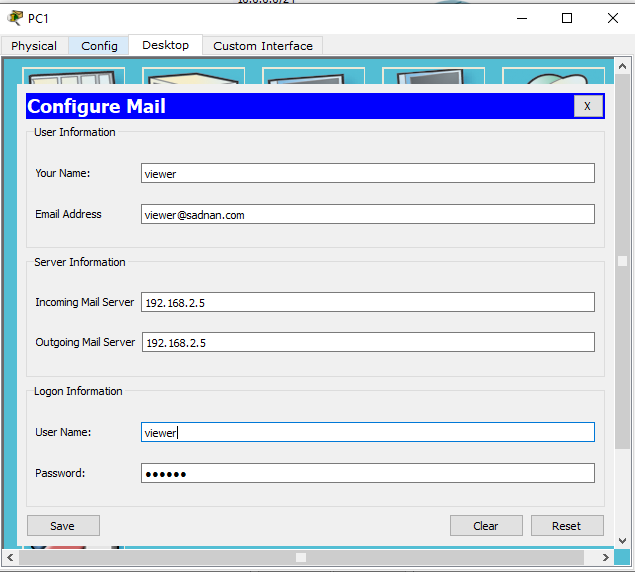 PC1
Physical Config Desktop Custom Interface
Configure Mail X
User Information
Your Name: viewer
Email Address viewer@sadnan.com
Server Information
Incoming Mail Server 192.168.2.5
Outgoing Mail Server 192.168.2.5
Logon Information
User Name: viewer
Password: ••••••
Save Clear Reset